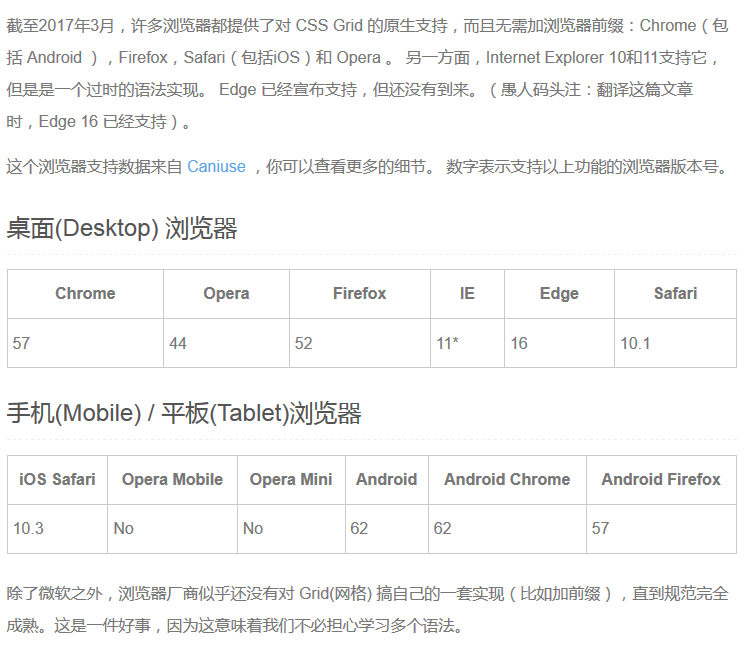 截至2017年3月，许多浏览器都提供了对 CSS Grid 的原生支持，而且无需加浏览器前缀：Chrome（包
括 Android ），Firefox，Safari（包括iOS）和 Opera 。 另一方面，Internet Explorer 10和11支持它，
但是是一个过时的语法实现。 Edge 已经宣布支持，但还没有到来。（愚人码头注：翻译这篇文章
时，Edge 16 已经支持）。
这个浏览器支持数据来自 Caniuse ，你可以查看更多的细节。 数字表示支持以上功能的浏览器版本号。
桌面(Desktop) 浏览器
Chrome Opera Firefox IE Edge Safari
57 44 52 11* 16 10.1
手机(Mobile) / 平板(Tablet)浏览器
iOS Safari Opera Mobile Opera Mini Android Android Chrome Android Firefox
10.3 No No 62 62 57
除了微软之外，浏览器厂商似乎还没有对 Grid(网格) 搞自己的一套实现（比如加前缀），直到规范完全
成熟。这是一件好事，因为这意味着我们不必担心学习多个语法。